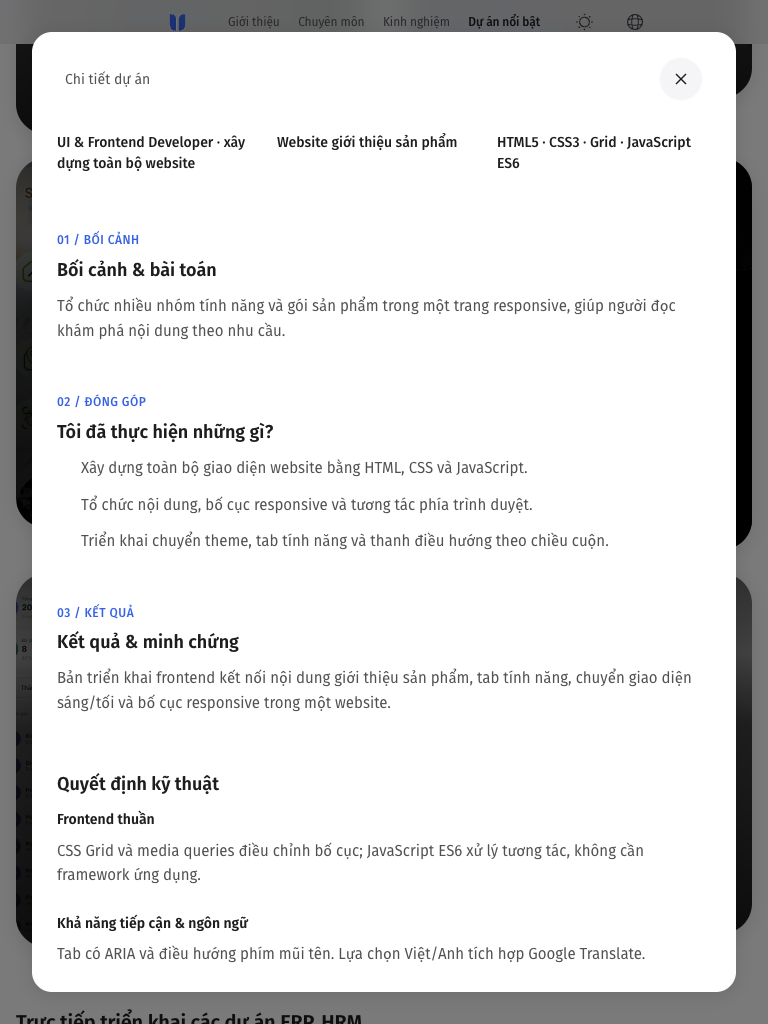 Giới thiệu Chuyên môn Kinh nghiệm Dự án nổi bật
Chi tiết dự án
UI & Frontend Developer · xây dựng toàn bộ website
Website giới thiệu sản phẩm
HTML5 · CSS3 · Grid · JavaScript ES6
01 / BỐI CẢNH
Bối cảnh & bài toán
Tổ chức nhiều nhóm tính năng và gói sản phẩm trong một trang responsive, giúp người đọc
khám phá nội dung theo nhu cầu.
02 / ĐÓNG GÓP
Tôi đã thực hiện những gì?
Xây dựng toàn bộ giao diện website bằng HTML, CSS và JavaScript.
Tổ chức nội dung, bố cục responsive và tương tác phía trình duyệt.
Triển khai chuyển theme, tab tính năng và thanh điều hướng theo chiều cuộn.
03 / KẾT QUẢ
Kết quả & minh chứng
Bản triển khai frontend kết nối nội dung giới thiệu sản phẩm, tab tính năng, chuyển giao diện
sáng/tối và bố cục responsive trong một website.
Quyết định kỹ thuật
Frontend thuần
CSS Grid và media queries điều chỉnh bố cục; JavaScript ES6 xử lý tương tác, không cần
framework ứng dụng.
Khả năng tiếp cận & ngôn ngữ
Tab có ARIA và điều hướng phím mũi tên. Lựa chọn Việt/Anh tích hợp Google Translate.
Trực tiếp triển khai các dự án ERP, HRM